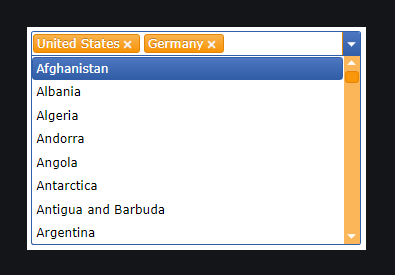 United States × Germany ×
Afghanistan
Albania
Algeria
Andorra
Angola
Antarctica
Antigua and Barbuda
Argentina